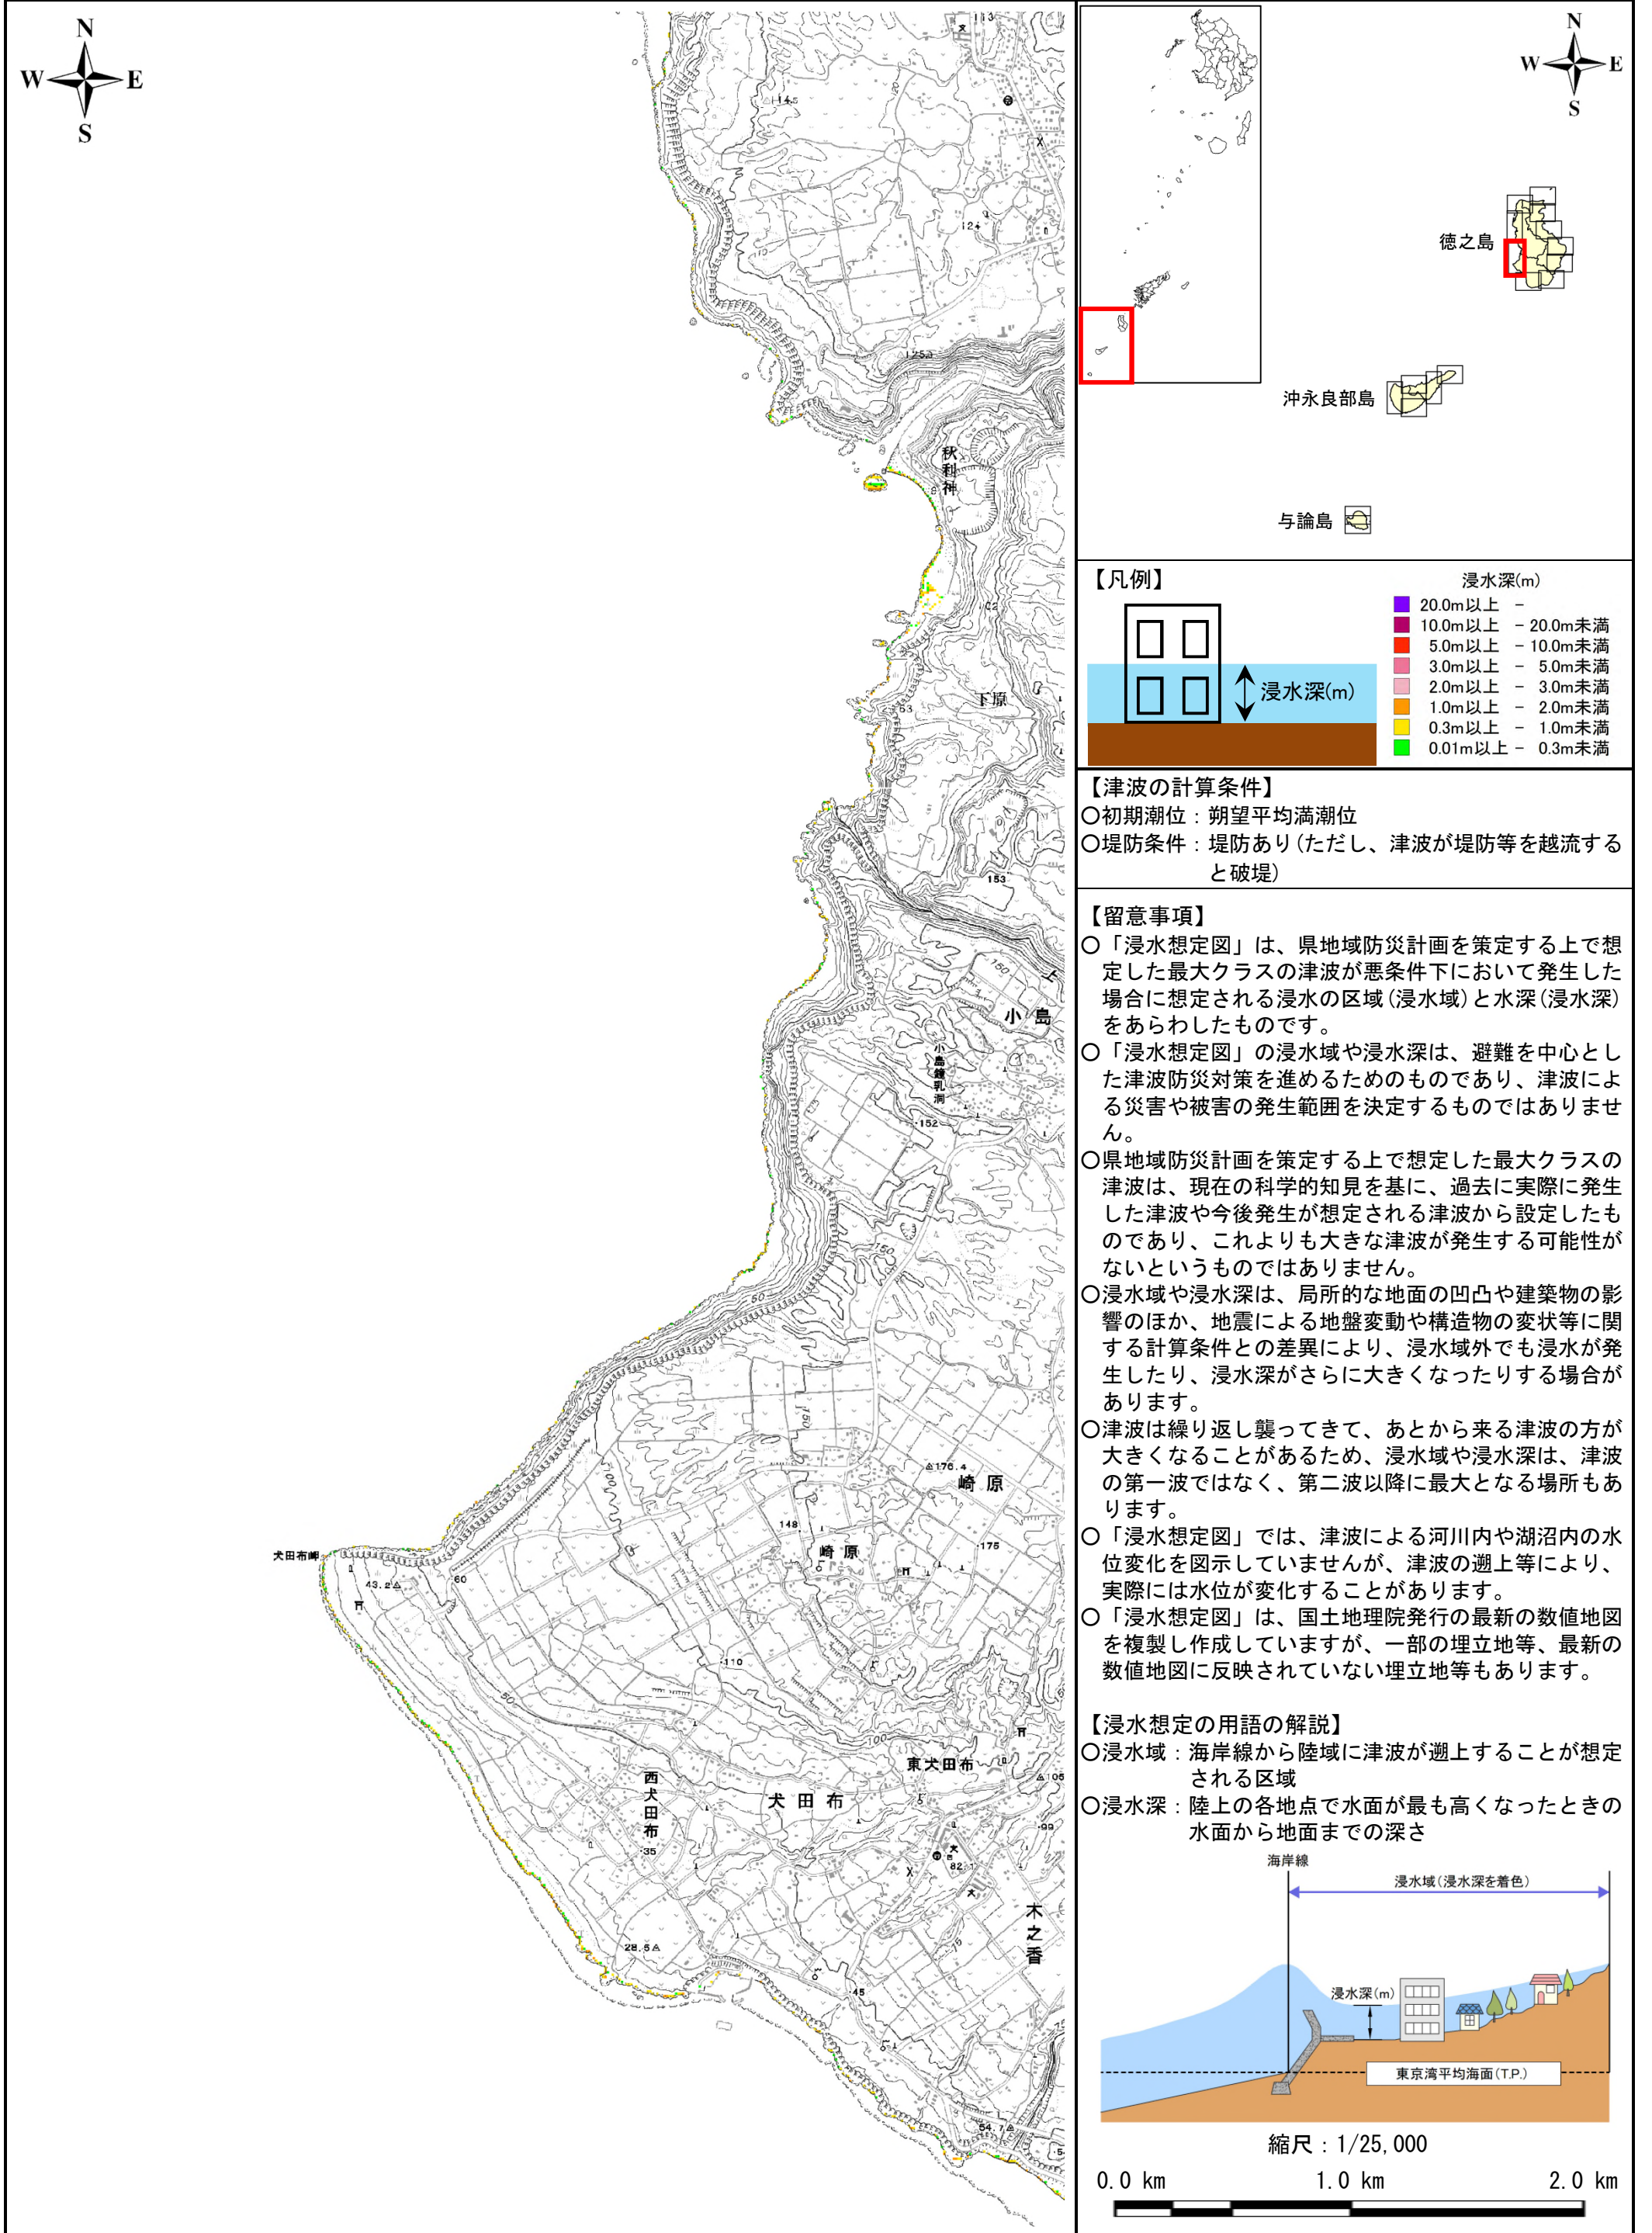 N
W E
S
113
114.5
124
125.3
秋利神
8
102
下原
63
153
150
小島
小島鐘乳洞
152
150
50
150
100
176.4
崎原
148
崎原
175
犬田布岬
43.2
60
110
50
100
東犬田布
106
西犬田布
犬田布
99
35
82.1
木之香
75
28.5
45
54.7
N
W E
S
徳之島
沖永良部島
与論島
【凡例】
浸水深(m)
浸水深(m)
20.0m以上 -
10.0m以上 - 20.0m未満
5.0m以上 - 10.0m未満
3.0m以上 - 5.0m未満
2.0m以上 - 3.0m未満
1.0m以上 - 2.0m未満
0.3m以上 - 1.0m未満
0.01m以上 - 0.3m未満
【津波の計算条件】
○初期潮位：朔望平均満潮位
○堤防条件：堤防あり(ただし、津波が堤防等を越流する
と破堤)
【留意事項】
○「浸水想定図」は、県地域防災計画を策定する上で想
定した最大クラスの津波が悪条件下において発生した
場合に想定される浸水の区域(浸水域)と水深(浸水深)
をあらわしたものです。
○「浸水想定図」の浸水域や浸水深は、避難を中心とし
た津波防災対策を進めるためのものであり、津波によ
る災害や被害の発生範囲を決定するものではありませ
ん。
○県地域防災計画を策定する上で想定した最大クラスの
津波は、現在の科学的知見を基に、過去に実際に発生
した津波や今後発生が想定される津波から設定したも
のであり、これよりも大きな津波が発生する可能性が
ないというものではありません。
○浸水域や浸水深は、局所的な地面の凹凸や建築物の影
響のほか、地震による地盤変動や構造物の変状等に関
する計算条件との差異により、浸水域外でも浸水が発
生したり、浸水深がさらに大きくなったりする場合が
あります。
○津波は繰り返し襲ってきて、あとから来る津波の方が
大きくなることがあるため、浸水域や浸水深は、津波
の第一波ではなく、第二波以降に最大となる場所もあ
ります。
○「浸水想定図」では、津波による河川内や湖沼内の水
位変化を図示していませんが、津波の遡上等により、
実際には水位が変化することがあります。
○「浸水想定図」は、国土地理院発行の最新の数値地図
を複製し作成していますが、一部の埋立地等、最新の
数値地図に反映されていない埋立地等もあります。
【浸水想定の用語の解説】
○浸水域：海岸線から陸域に津波が遡上することが想定
される区域
○浸水深：陸上の各地点で水面が最も高くなったときの
水面から地面までの深さ
海岸線
浸水域(浸水深を着色)
浸水深(m)
東京湾平均海面(T.P.)
縮尺：1/25,000
0.0 km 1.0 km 2.0 km